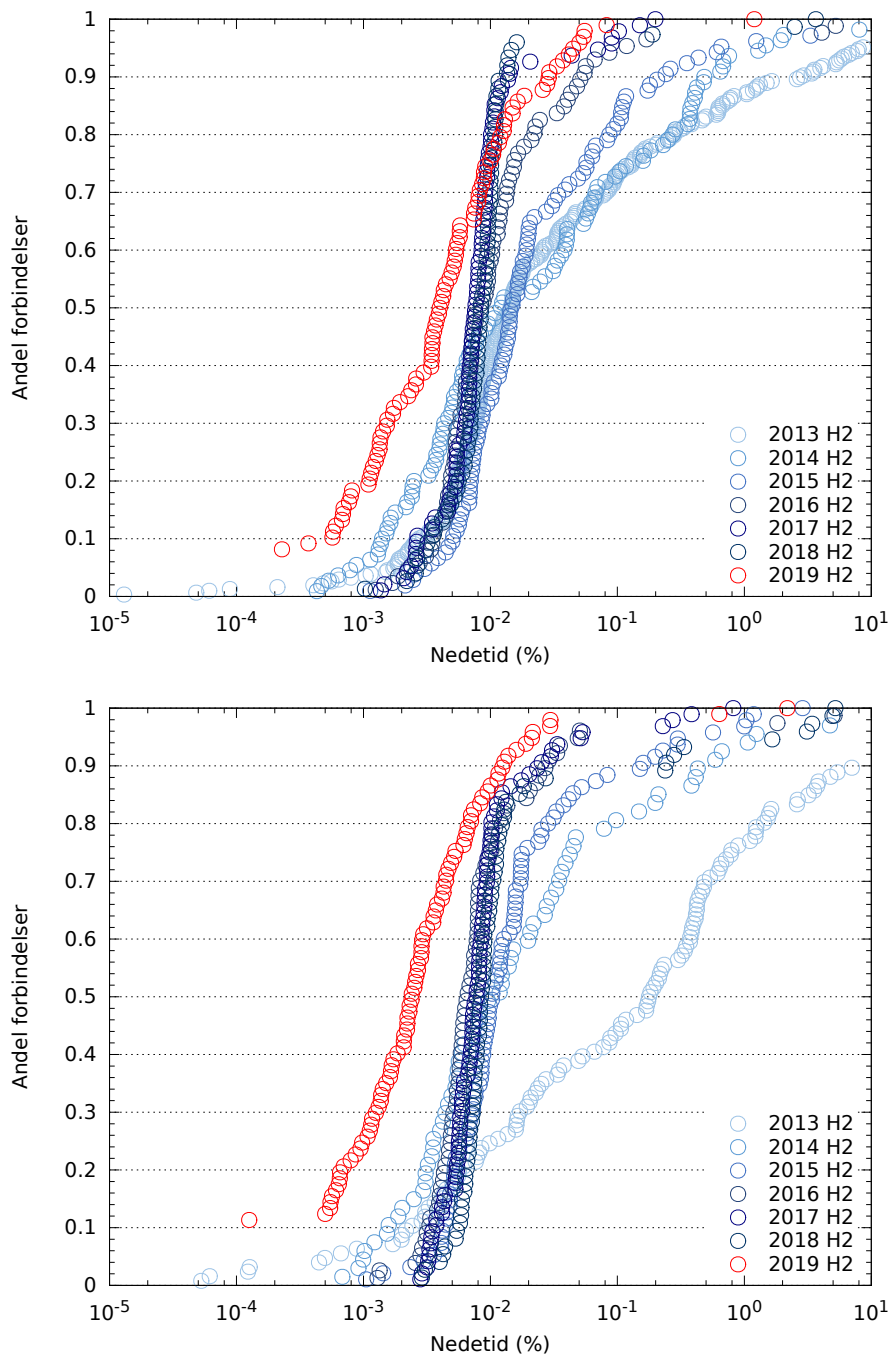 1
0.9
0.8
0.7
0.6
0.5
0.4
0.3
0.2
0.1
0
Andel forbindelser
2013 H2
2014 H2
2015 H2
2016 H2
2017 H2
2018 H2
2019 H2
10-5 10-4 10-3 10-2 10-1 100 101
Nedetid (%)
1
0.9
0.8
0.7
0.6
0.5
0.4
0.3
0.2
0.1
0
Andel forbindelser
2013 H2
2014 H2
2015 H2
2016 H2
2017 H2
2018 H2
2019 H2
10-5 10-4 10-3 10-2 10-1 100 101
Nedetid (%)